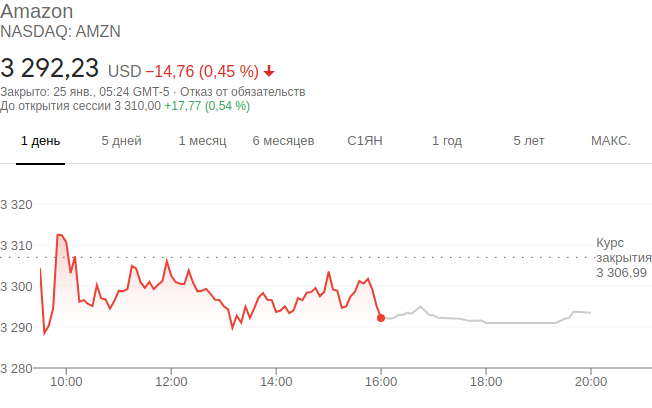 Amazon
NASDAQ: AMZN
3 292,23 USD −14,76 (0,45 %)
Закрыто: 25 янв., 05:24 GMT-5 · Отказ от обязательств
До открытия сессии 3 310,00 +17,77 (0,54 %)
1 день 5 дней 1 месяц 6 месяцев С1ЯН 1 год 5 лет МАКС.
3 320
3 310
Курс
закрытия
3 306,99
3 300
3 290
3 280
10:00 12:00 14:00 16:00 18:00 20:00